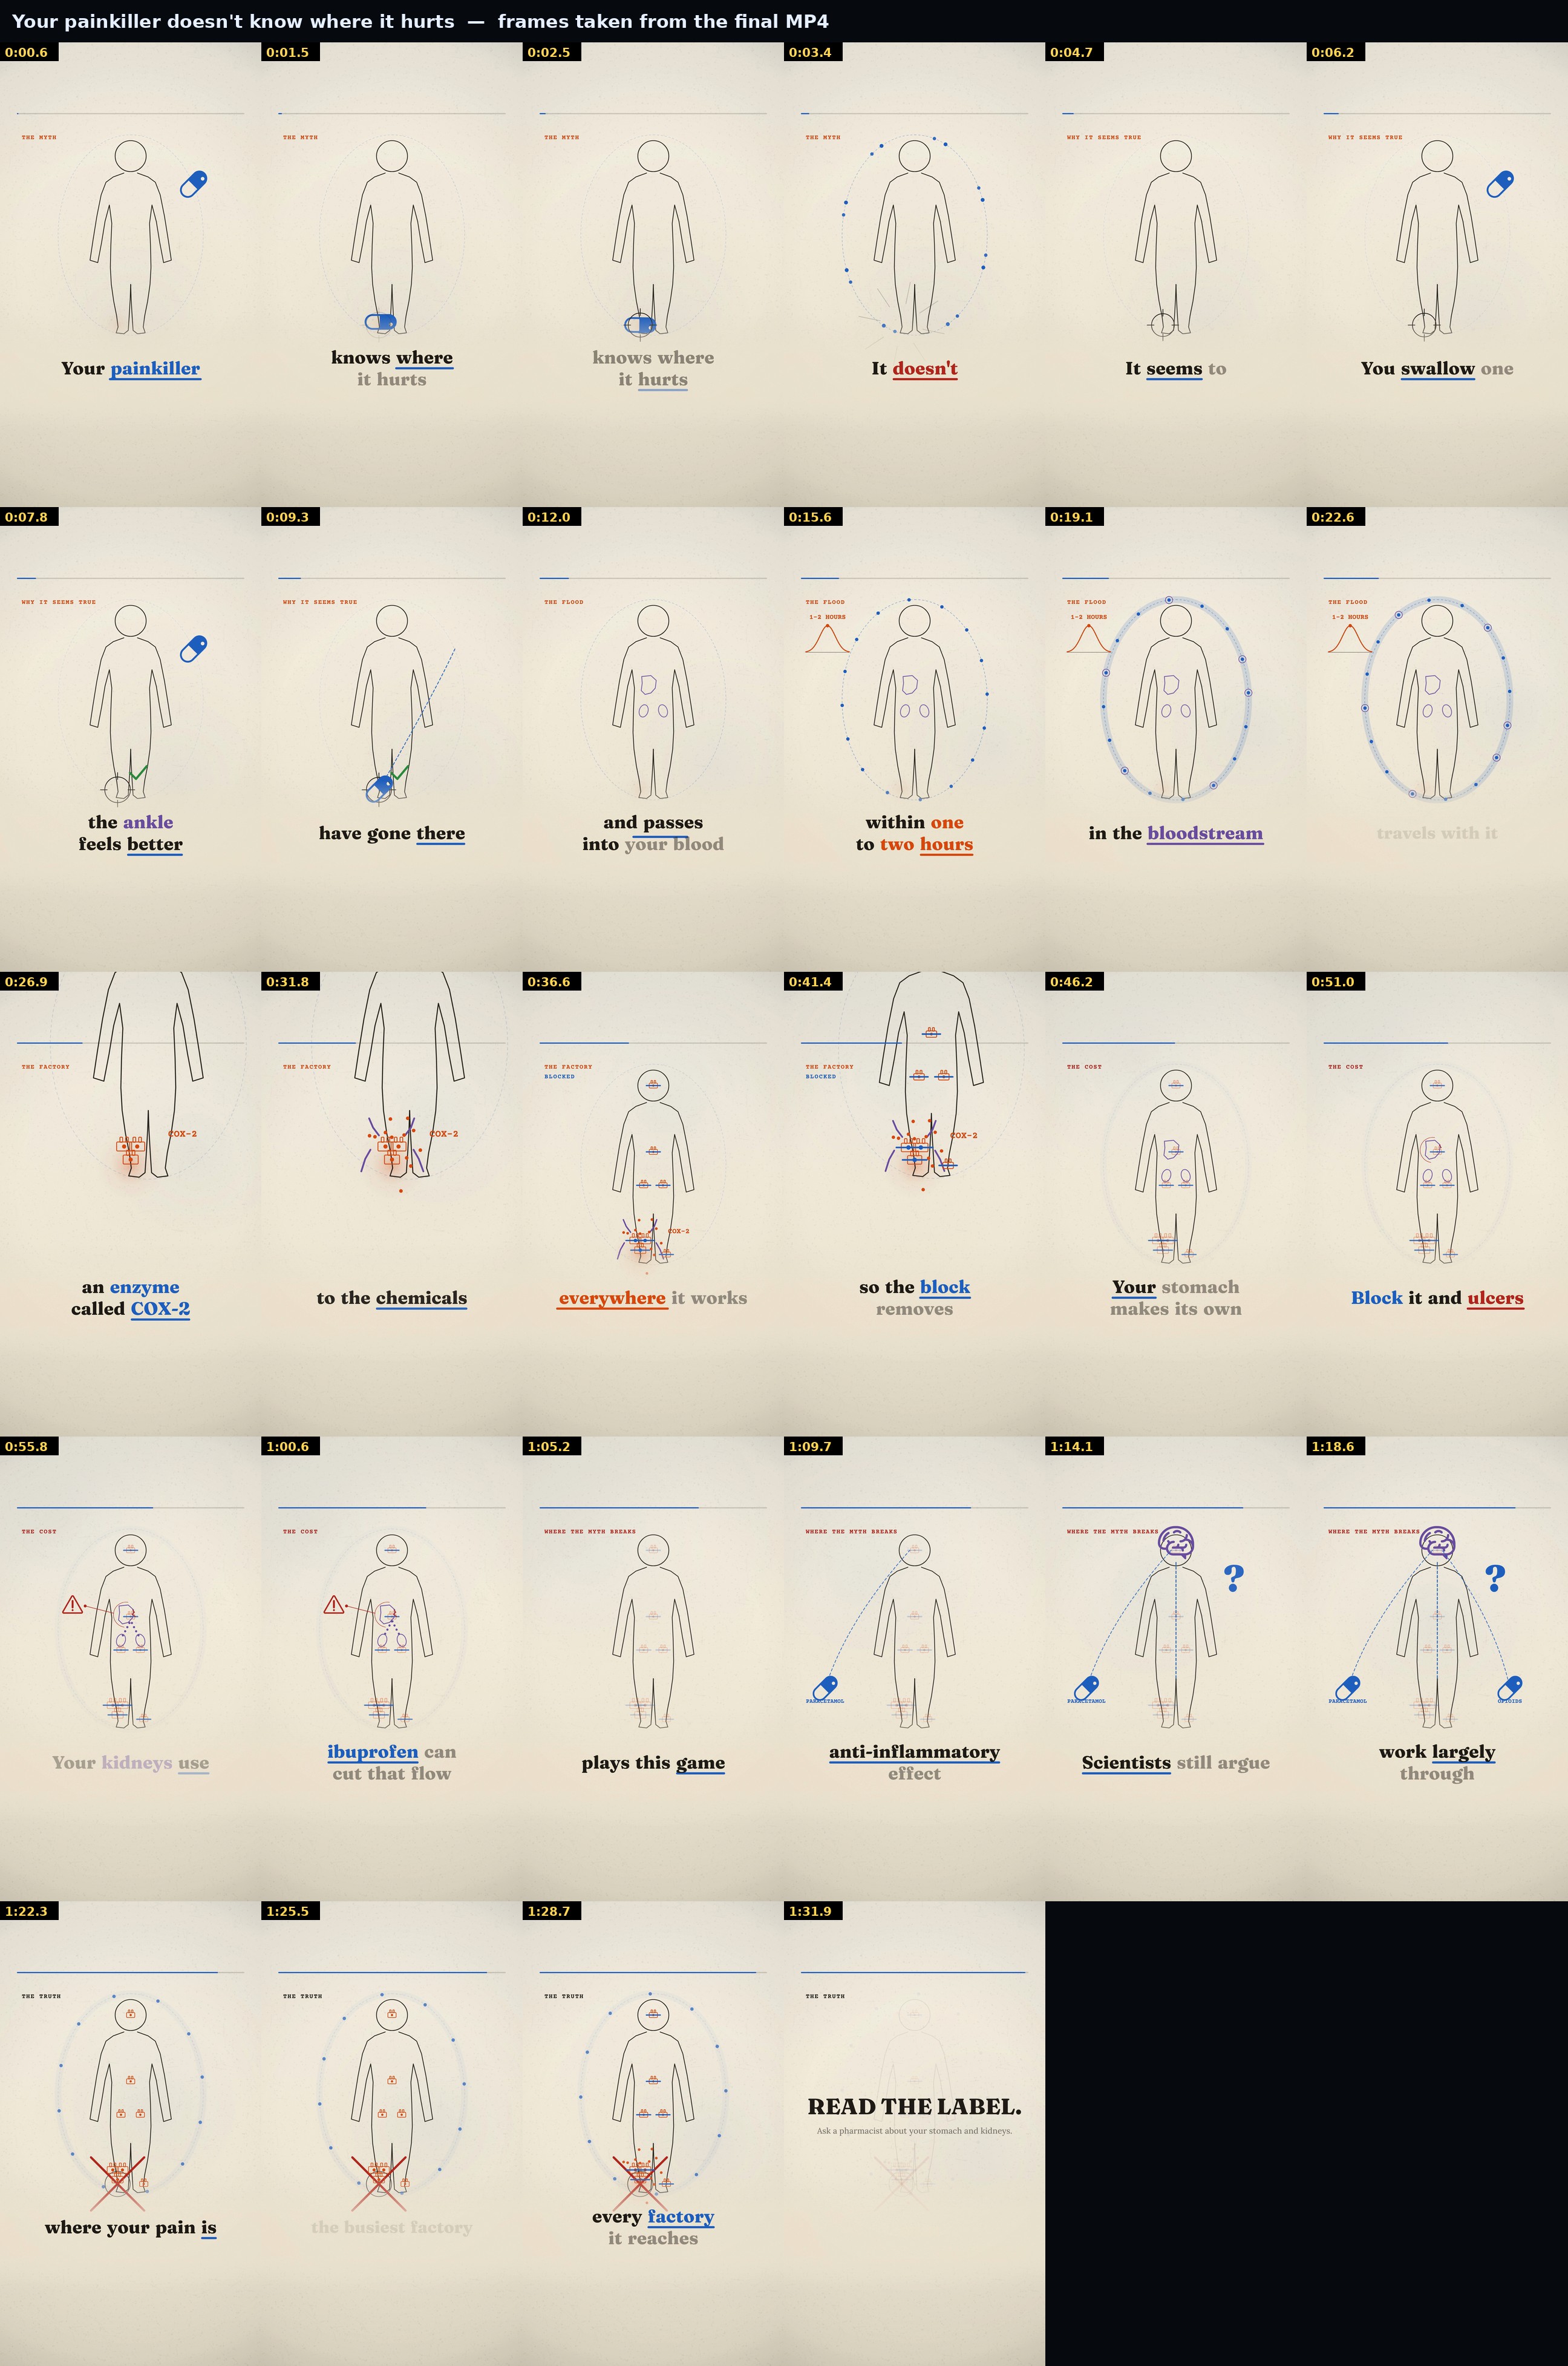 Your painkiller doesn't know where it hurts — frames taken from the final MP4
0:00.6
THE MYTH
Your painkiller
0:01.5
THE MYTH
knows where
it hurts
0:02.5
THE MYTH
knows where
it hurts
0:03.4
THE MYTH
It doesn't
0:04.7
WHY IT SEEMS TRUE
It seems to
0:06.2
WHY IT SEEMS TRUE
You swallow one
0:07.8
WHY IT SEEMS TRUE
the ankle
feels better
0:09.3
WHY IT SEEMS TRUE
have gone there
0:12.0
THE FLOOD
and passes
into your blood
0:15.6
THE FLOOD
1-2 HOURS
within one
to two hours
0:19.1
THE FLOOD
1-2 HOURS
in the bloodstream
0:22.6
THE FLOOD
1-2 HOURS
travels with it
0:26.9
THE FACTORY
COX-2
an enzyme
called COX-2
0:31.8
THE FACTORY
COX-2
to the chemicals
0:36.6
THE FACTORY
BLOCKED
COX-2
everywhere it works
0:41.4
THE FACTORY
BLOCKED
COX-2
so the block
removes
0:46.2
THE COST
Your stomach
makes its own
0:51.0
THE COST
Block it and ulcers
0:55.8
THE COST
Your kidneys use
1:00.6
THE COST
ibuprofen can
cut that flow
1:05.2
WHERE THE MYTH BREAKS
plays this game
1:09.7
WHERE THE MYTH BREAKS
PARACETAMOL
anti-inflammatory
effect
1:14.1
WHERE THE MYTH BREAKS
?
PARACETAMOL
Scientists still argue
1:18.6
WHERE THE MYTH BREAKS
?
PARACETAMOL
OPIOIDS
work largely
through
1:22.3
THE TRUTH
where your pain is
1:25.5
THE TRUTH
the busiest factory
1:28.7
THE TRUTH
every factory
it reaches
1:31.9
THE TRUTH
READ THE LABEL.
Ask a pharmacist about your stomach and kidneys.